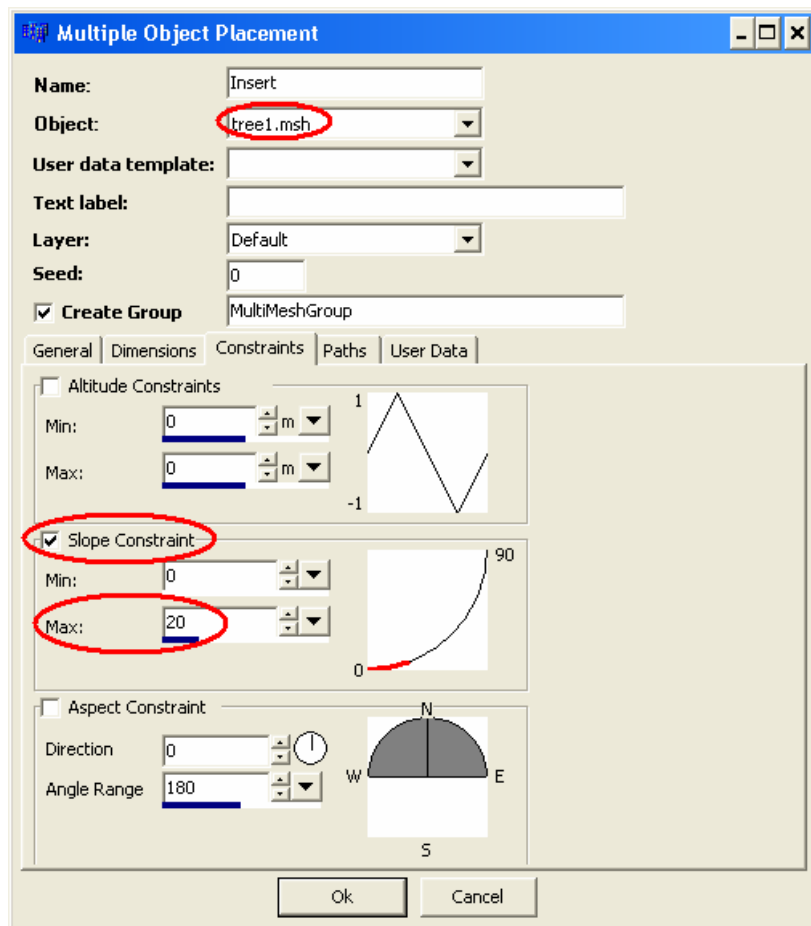 Multiple Object Placement
Name: Insert
Object: tree1.msh
User data template:
Text label:
Layer: Default
Seed: 0
Create Group MultiMeshGroup
General Dimensions Constraints Paths User Data
Altitude Constraints
1
Min: 0 m
Max: 0 m
-1
Slope Constraint
90
Min: 0
Max: 20
0
Aspect Constraint
N
Direction 0
W E
Angle Range 180
S
Ok Cancel